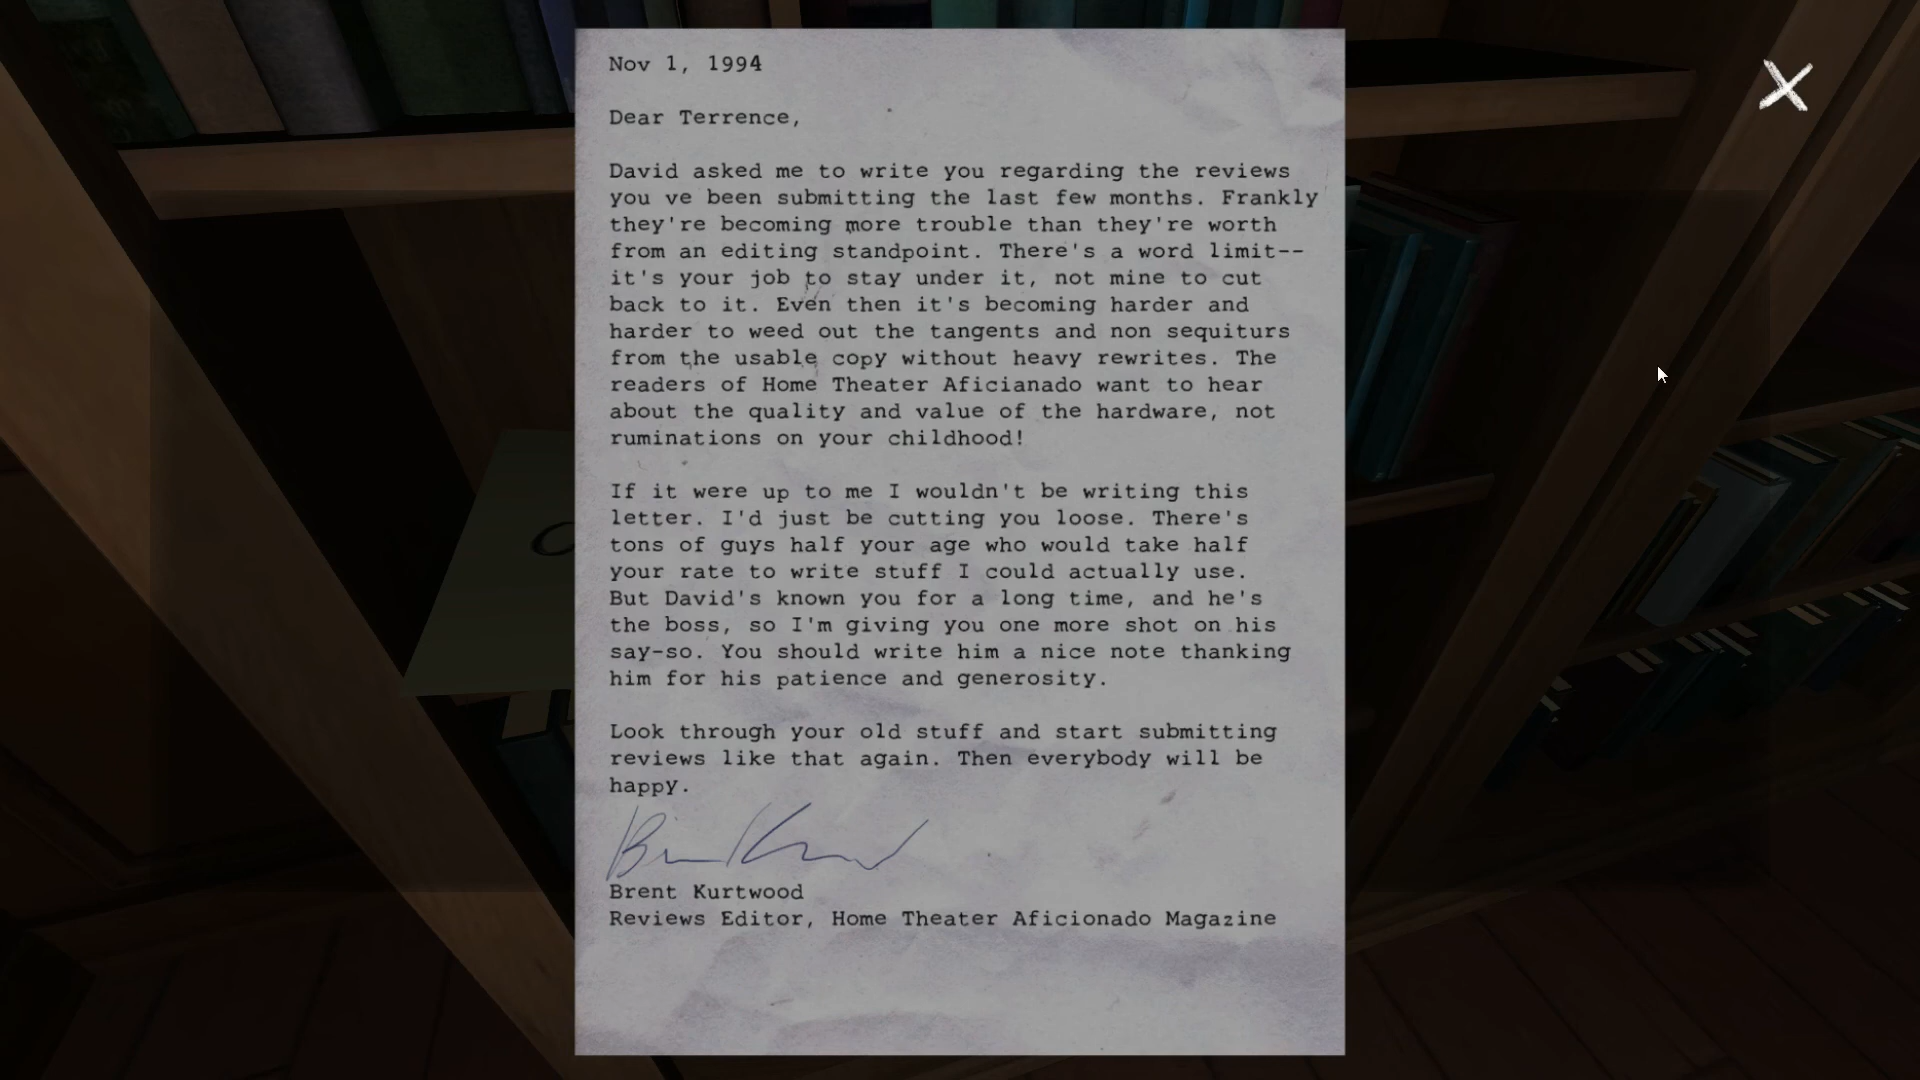 Nov 1, 1994
Dear Terrence,
David asked me to write you regarding the reviews
you ve been submitting the last few months. Frankly
they're becoming more trouble than they're worth
from an editing standpoint. There's a word limit--
it's your job to stay under it, not mine to cut
back to it. Even then it's becoming harder and
harder to weed out the tangents and non sequiturs
from the usable copy without heavy rewrites. The
readers of Home Theater Aficianado want to hear
about the quality and value of the hardware, not
ruminations on your childhood!
If it were up to me I wouldn't be writing this
letter. I'd just be cutting you loose. There's
tons of guys half your age who would take half
your rate to write stuff I could actually use.
But David's known you for a long time, and he's
the boss, so I'm giving you one more shot on his
say-so. You should write him a nice note thanking
him for his patience and generosity.
Look through your old stuff and start submitting
reviews like that again. Then everybody will be
happy.
Brent Kurtwood
Reviews Editor, Home Theater Aficionado Magazine